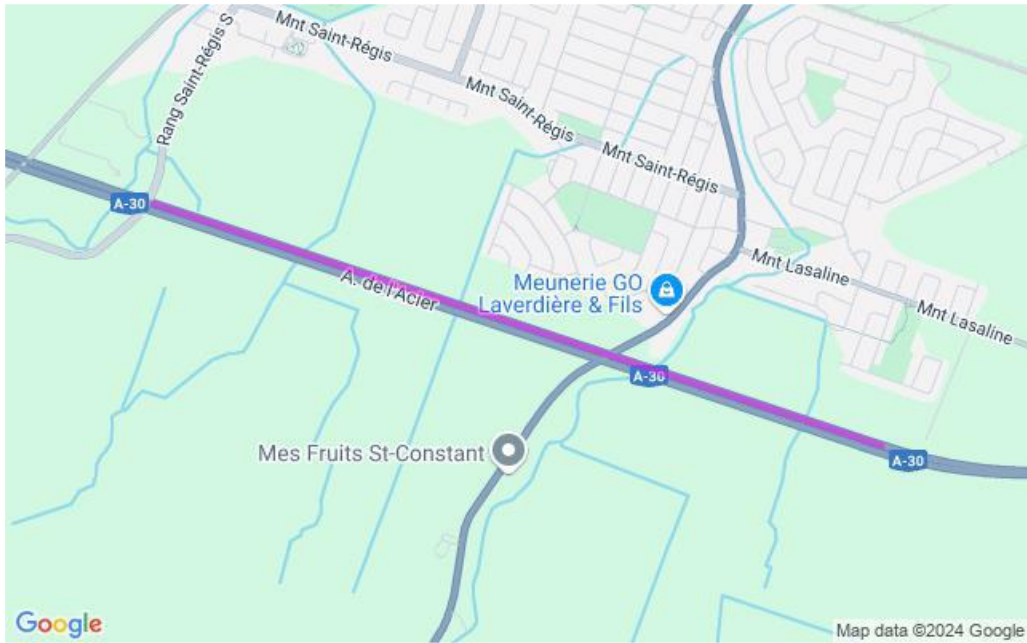 Mnt Saint-Régis
Rang Saint-Régis S
Mnt Saint-Régis
Mnt Saint-Régis
A-30
Mnt Lasaline
Meunerie GO
Laverdière & Fils
A. de l'Acier
Mnt Lasaline
A-30
Mes Fruits St-Constant
A-30
Google
Map data ©2024 Google